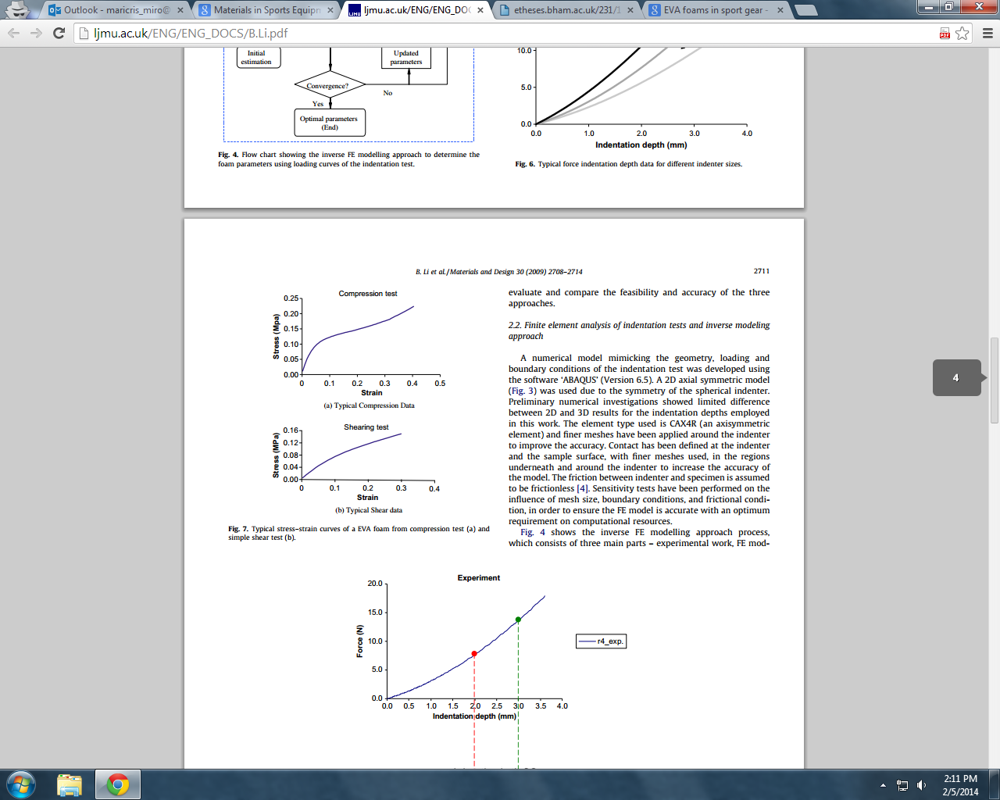 Outlook - maricris_miro@
Materials in Sports Equipn
ljmu.ac.uk/ENG/ENG_DOC
etheses.bham.ac.uk/231/1
EVA foams in sport gear -
ljmu.ac.uk/ENG/ENG_DOCS/B.Li.pdf
Initial
estimation
Updated
parameters
Convergence?
No
Yes
Optimal parameters
(End)
Fig. 4. Flow chart showing the inverse FE modelling approach to determine the
foam parameters using loading curves of the indentation test.
10.0
5.0
0.0
0.0 1.0 2.0 3.0 4.0
Indentation depth (mm)
Fig. 6. Typical force indentation depth data for different indenter sizes.
B. Li et al./Materials and Design 30 (2009) 2708–2714
2711
Compression test
0.25
0.20
0.15
0.10
0.05
0.00
Stress (Mpa)
0 0.1 0.2 0.3 0.4 0.5
Strain
(a) Typical Compression Data
Shearing test
0.16
0.12
0.08
0.04
0.00
Stress (MPa)
0 0.1 0.2 0.3 0.4
Strain
(b) Typical Shear data
Fig. 7. Typical stress–strain curves of a EVA foam from compression test (a) and
simple shear test (b).
evaluate and compare the feasibility and accuracy of the three
approaches.
2.2. Finite element analysis of indentation tests and inverse modeling
approach
A numerical model mimicking the geometry, loading and
boundary conditions of the indentation test was developed using
the software ‘ABAQUS’ (Version 6.5). A 2D axial symmetric model
(Fig. 3) was used due to the symmetry of the spherical indenter.
Preliminary numerical investigations showed limited difference
between 2D and 3D results for the indentation depths employed
in this work. The element type used is CAX4R (an axisymmetric
element) and finer meshes have been applied around the indenter
to improve the accuracy. Contact has been defined at the indenter
and the sample surface, with finer meshes used, in the regions
underneath and around the indenter to increase the accuracy of
the model. The friction between indenter and specimen is assumed
to be frictionless [4]. Sensitivity tests have been performed on the
influence of mesh size, boundary conditions, and frictional condi-
tion, in order to ensure the FE model is accurate with an optimum
requirement on computational resources.
Fig. 4 shows the inverse FE modelling approach process,
which consists of three main parts – experimental work, FE mod-
4
Experiment
20.0
15.0
10.0
5.0
0.0
Force (N)
0.0 0.5 1.0 1.5 2.0 2.5 3.0 3.5 4.0
Indentation depth (mm)
r4_exp.
2:11 PM
2/5/2014